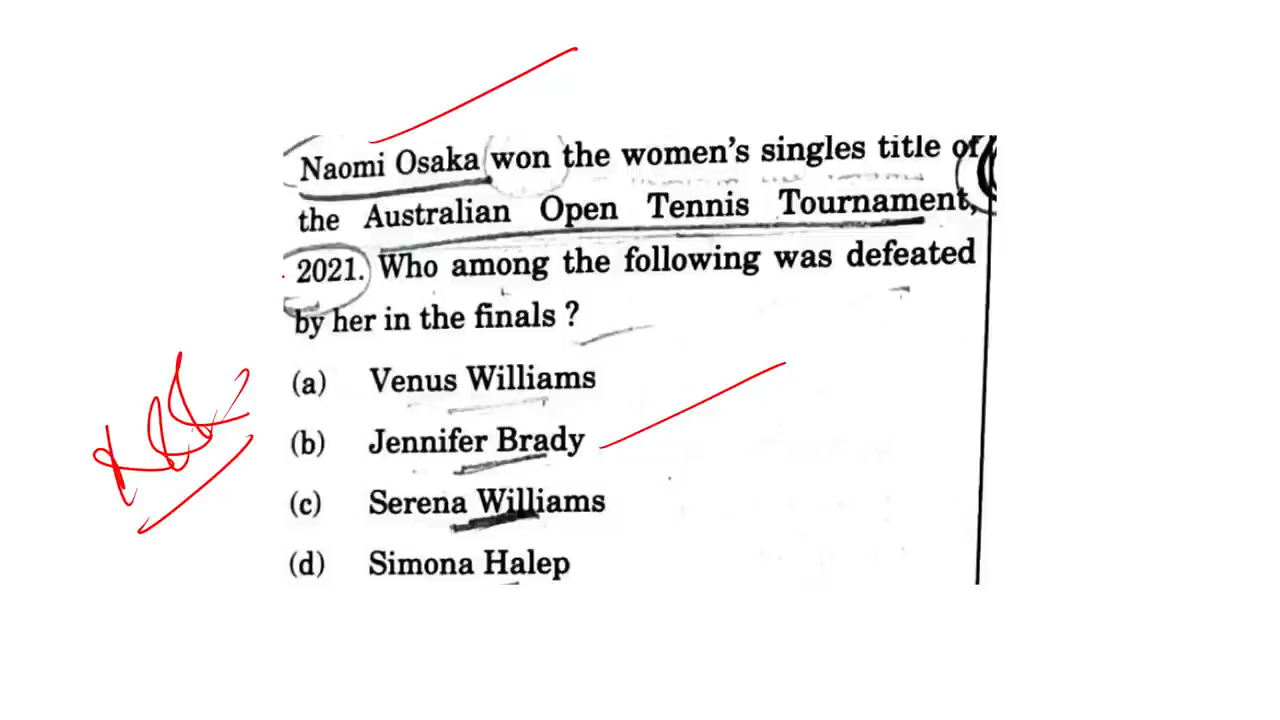 Naomi Osaka won the women's singles title of
the Australian Open Tennis Tournament,
2021. Who among the following was defeated
by her in the finals ?
(a) Venus Williams
(b) Jennifer Brady
(c) Serena Williams
(d) Simona Halep